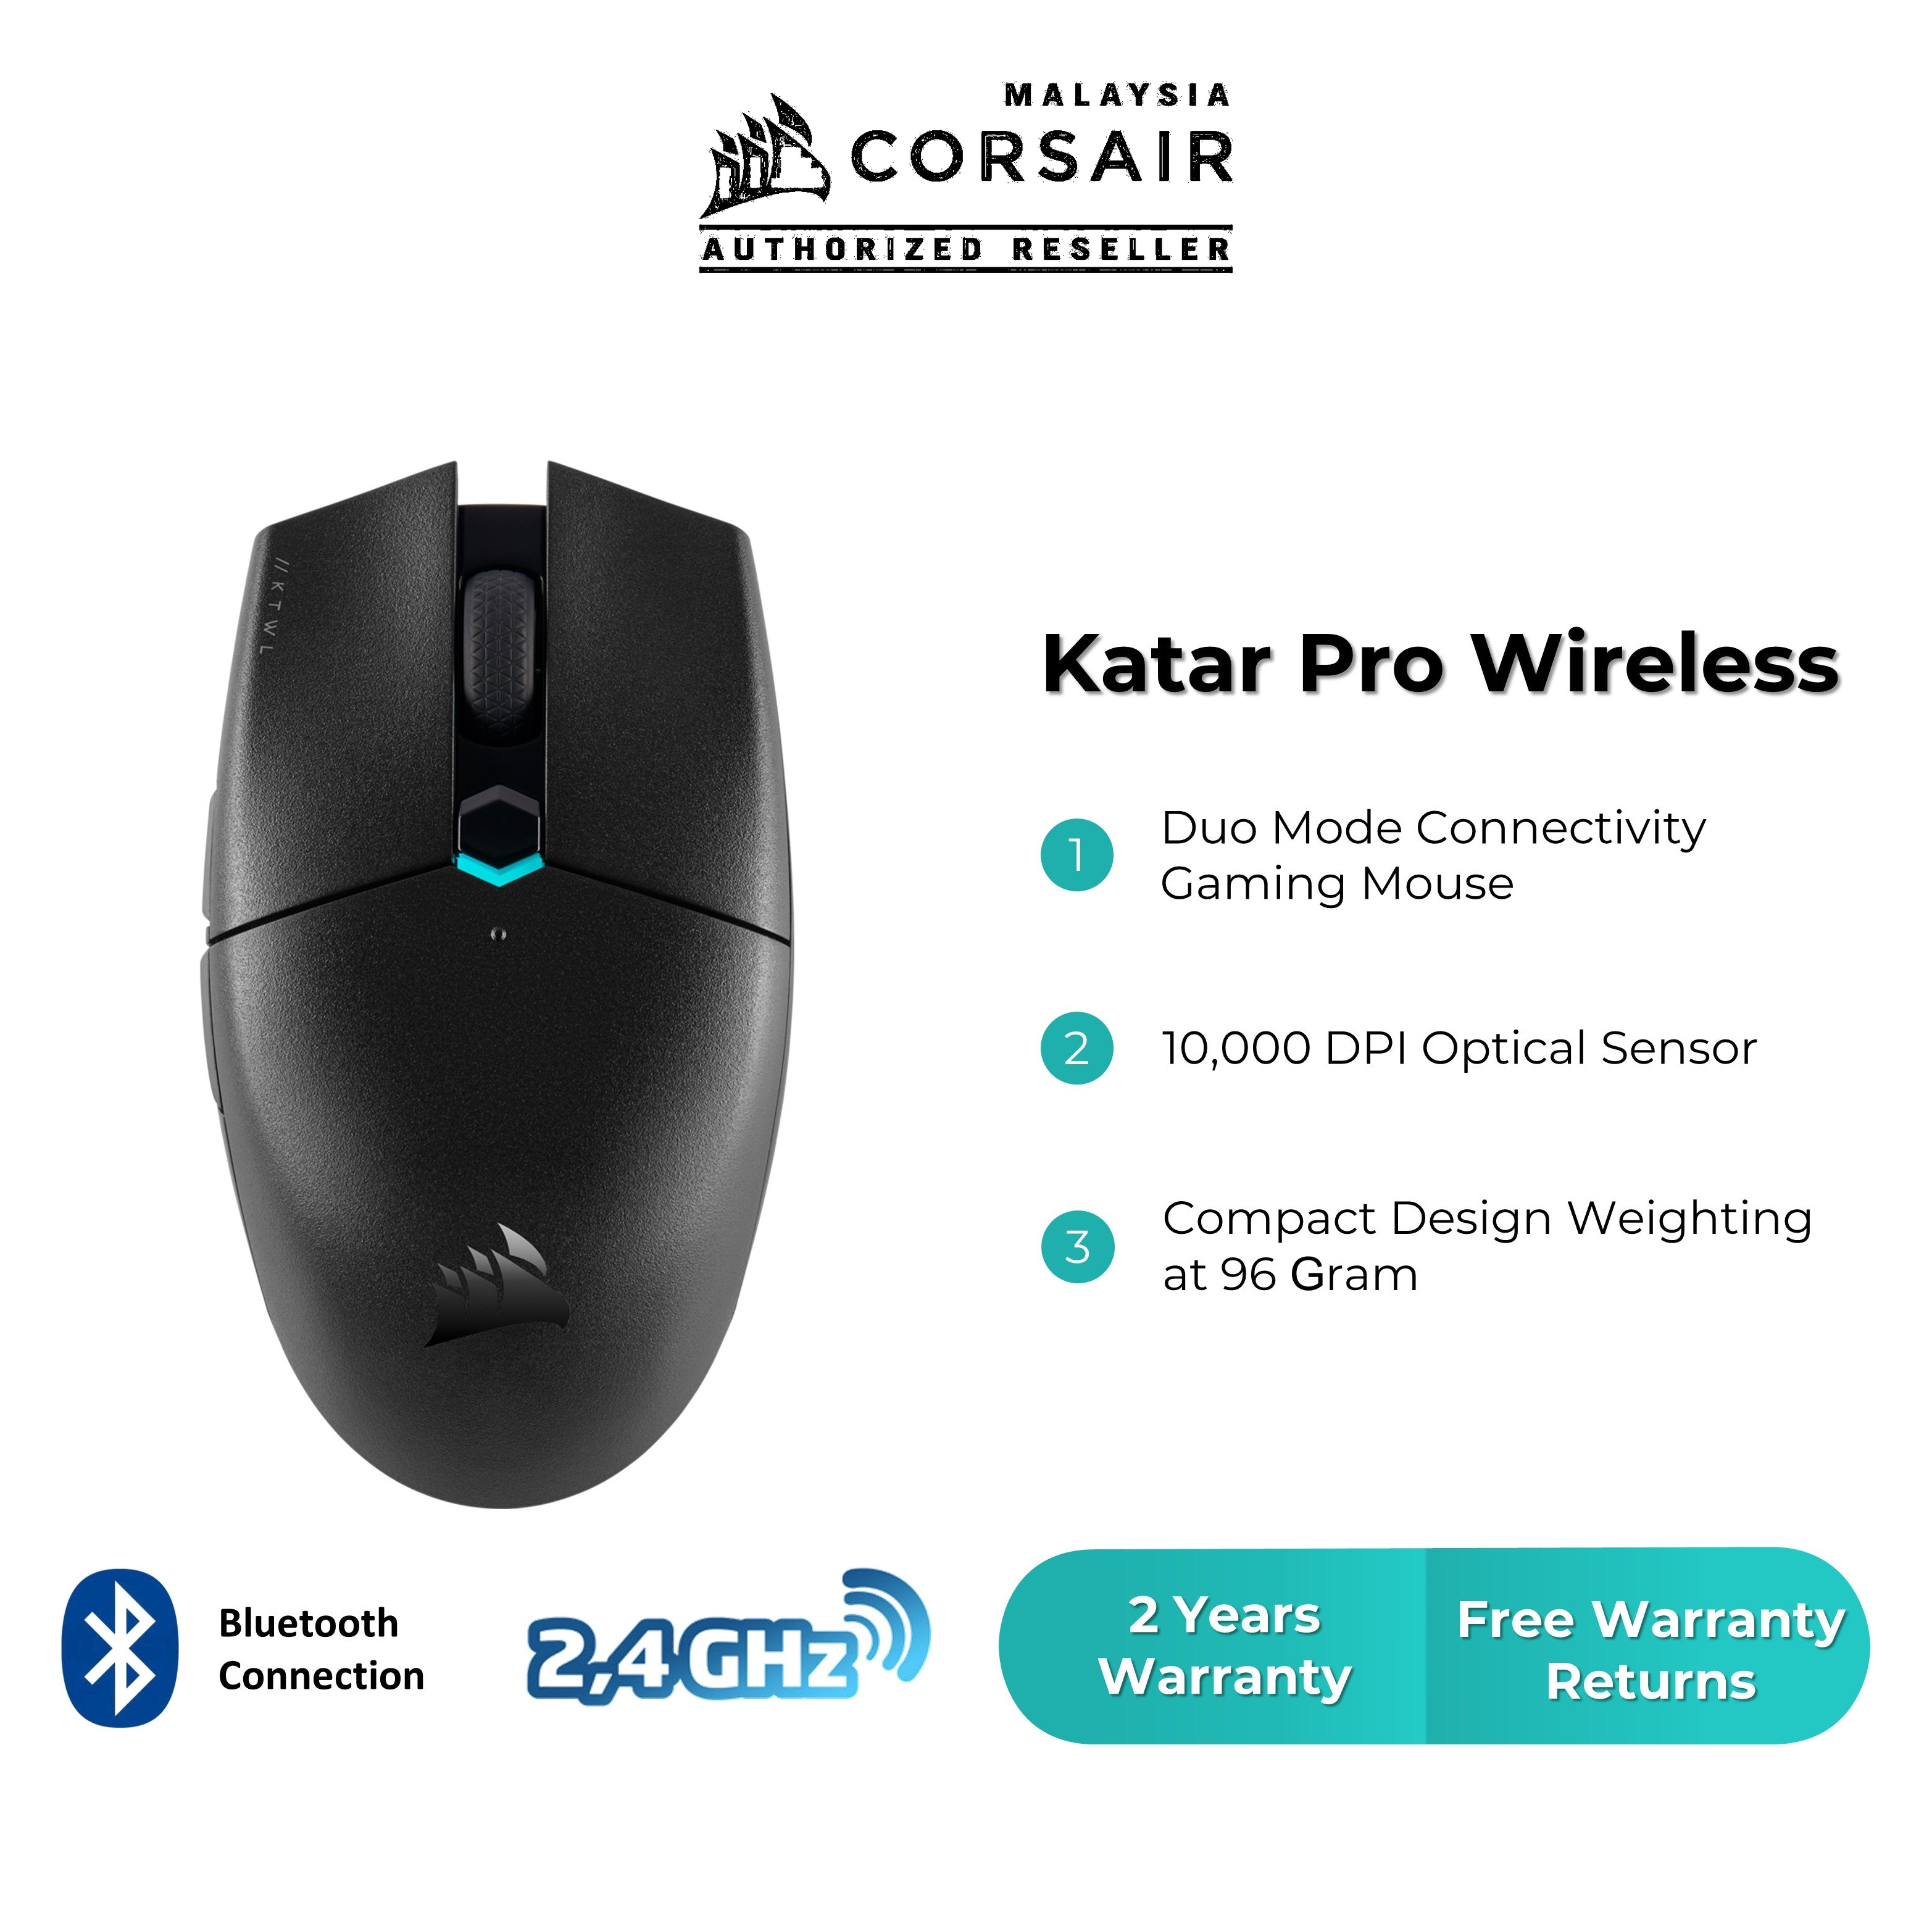 MALAYSIA
CORSAIR
AUTHORIZED RESELLER
//KTWL
Katar Pro Wireless
1
Duo Mode Connectivity
Gaming Mouse
2
10,000 DPI Optical Sensor
3
Compact Design Weighting
at 96 Gram
Bluetooth
Connection
2,4GHz
2 Years
Warranty
Free Warranty
Returns